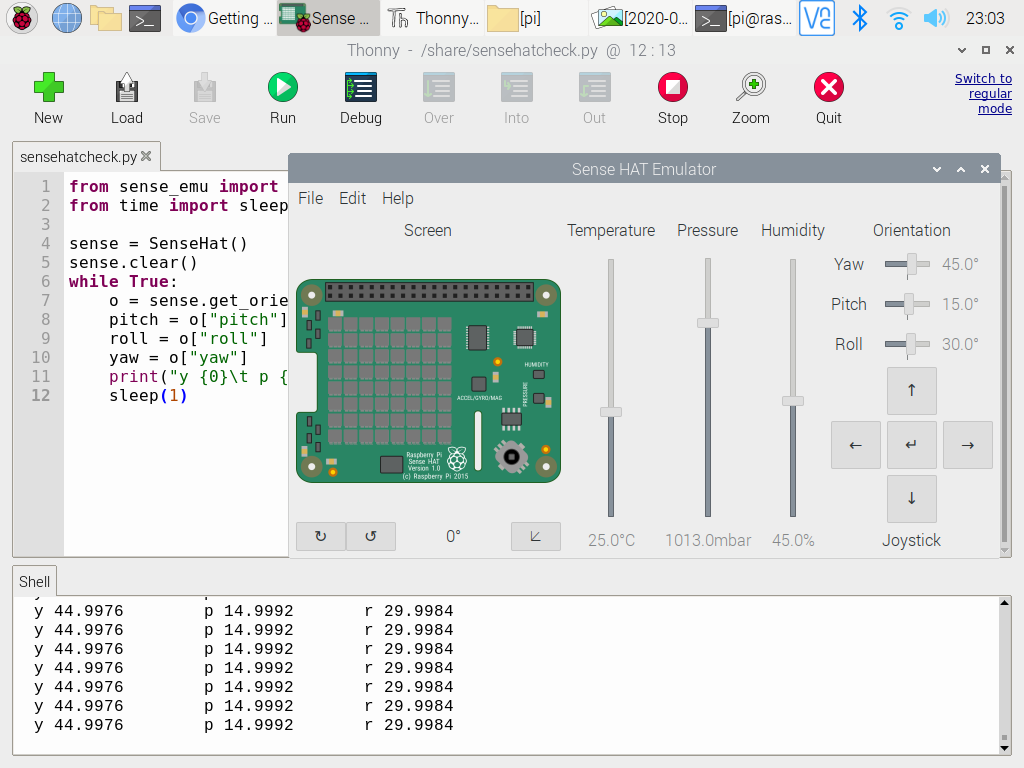 Getting ...
Sense ...
Thonny...
[pi]
[2020-0...
[pi@ras...
V2
23:03
Thonny - /share/sensehatcheck.py @ 12 : 13
New
Load
Save
Run
Debug
Over
Into
Out
Stop
Zoom
Quit
Switch to
regular
mode
sensehatcheck.py
1 from sense_emu import
2 from time import sleep
3
4 sense = SenseHat()
5 sense.clear()
6 while True:
7 o = sense.get_orie
8 pitch = o["pitch"]
9 roll = o["roll"]
10 yaw = o["yaw"]
11 print("y {0}\t p {
12 sleep(1)
Sense HAT Emulator
File Edit Help
Screen
Temperature
Pressure
Humidity
Orientation
Yaw 45.0°
Pitch 15.0°
Roll 30.0°
HUMIDITY
PRESSURE
ACCEL/GYRO/MAG
Raspberry Pi
Sense HAT
Version 1.0
(c) Raspberry Pi 2015
↻ ↺ 0°
25.0°C
1013.0mbar
45.0%
↑
← ↵ →
↓
Joystick
Shell
y 44.9976 p 14.9992 r 29.9984
y 44.9976 p 14.9992 r 29.9984
y 44.9976 p 14.9992 r 29.9984
y 44.9976 p 14.9992 r 29.9984
y 44.9976 p 14.9992 r 29.9984
y 44.9976 p 14.9992 r 29.9984
y 44.9976 p 14.9992 r 29.9984